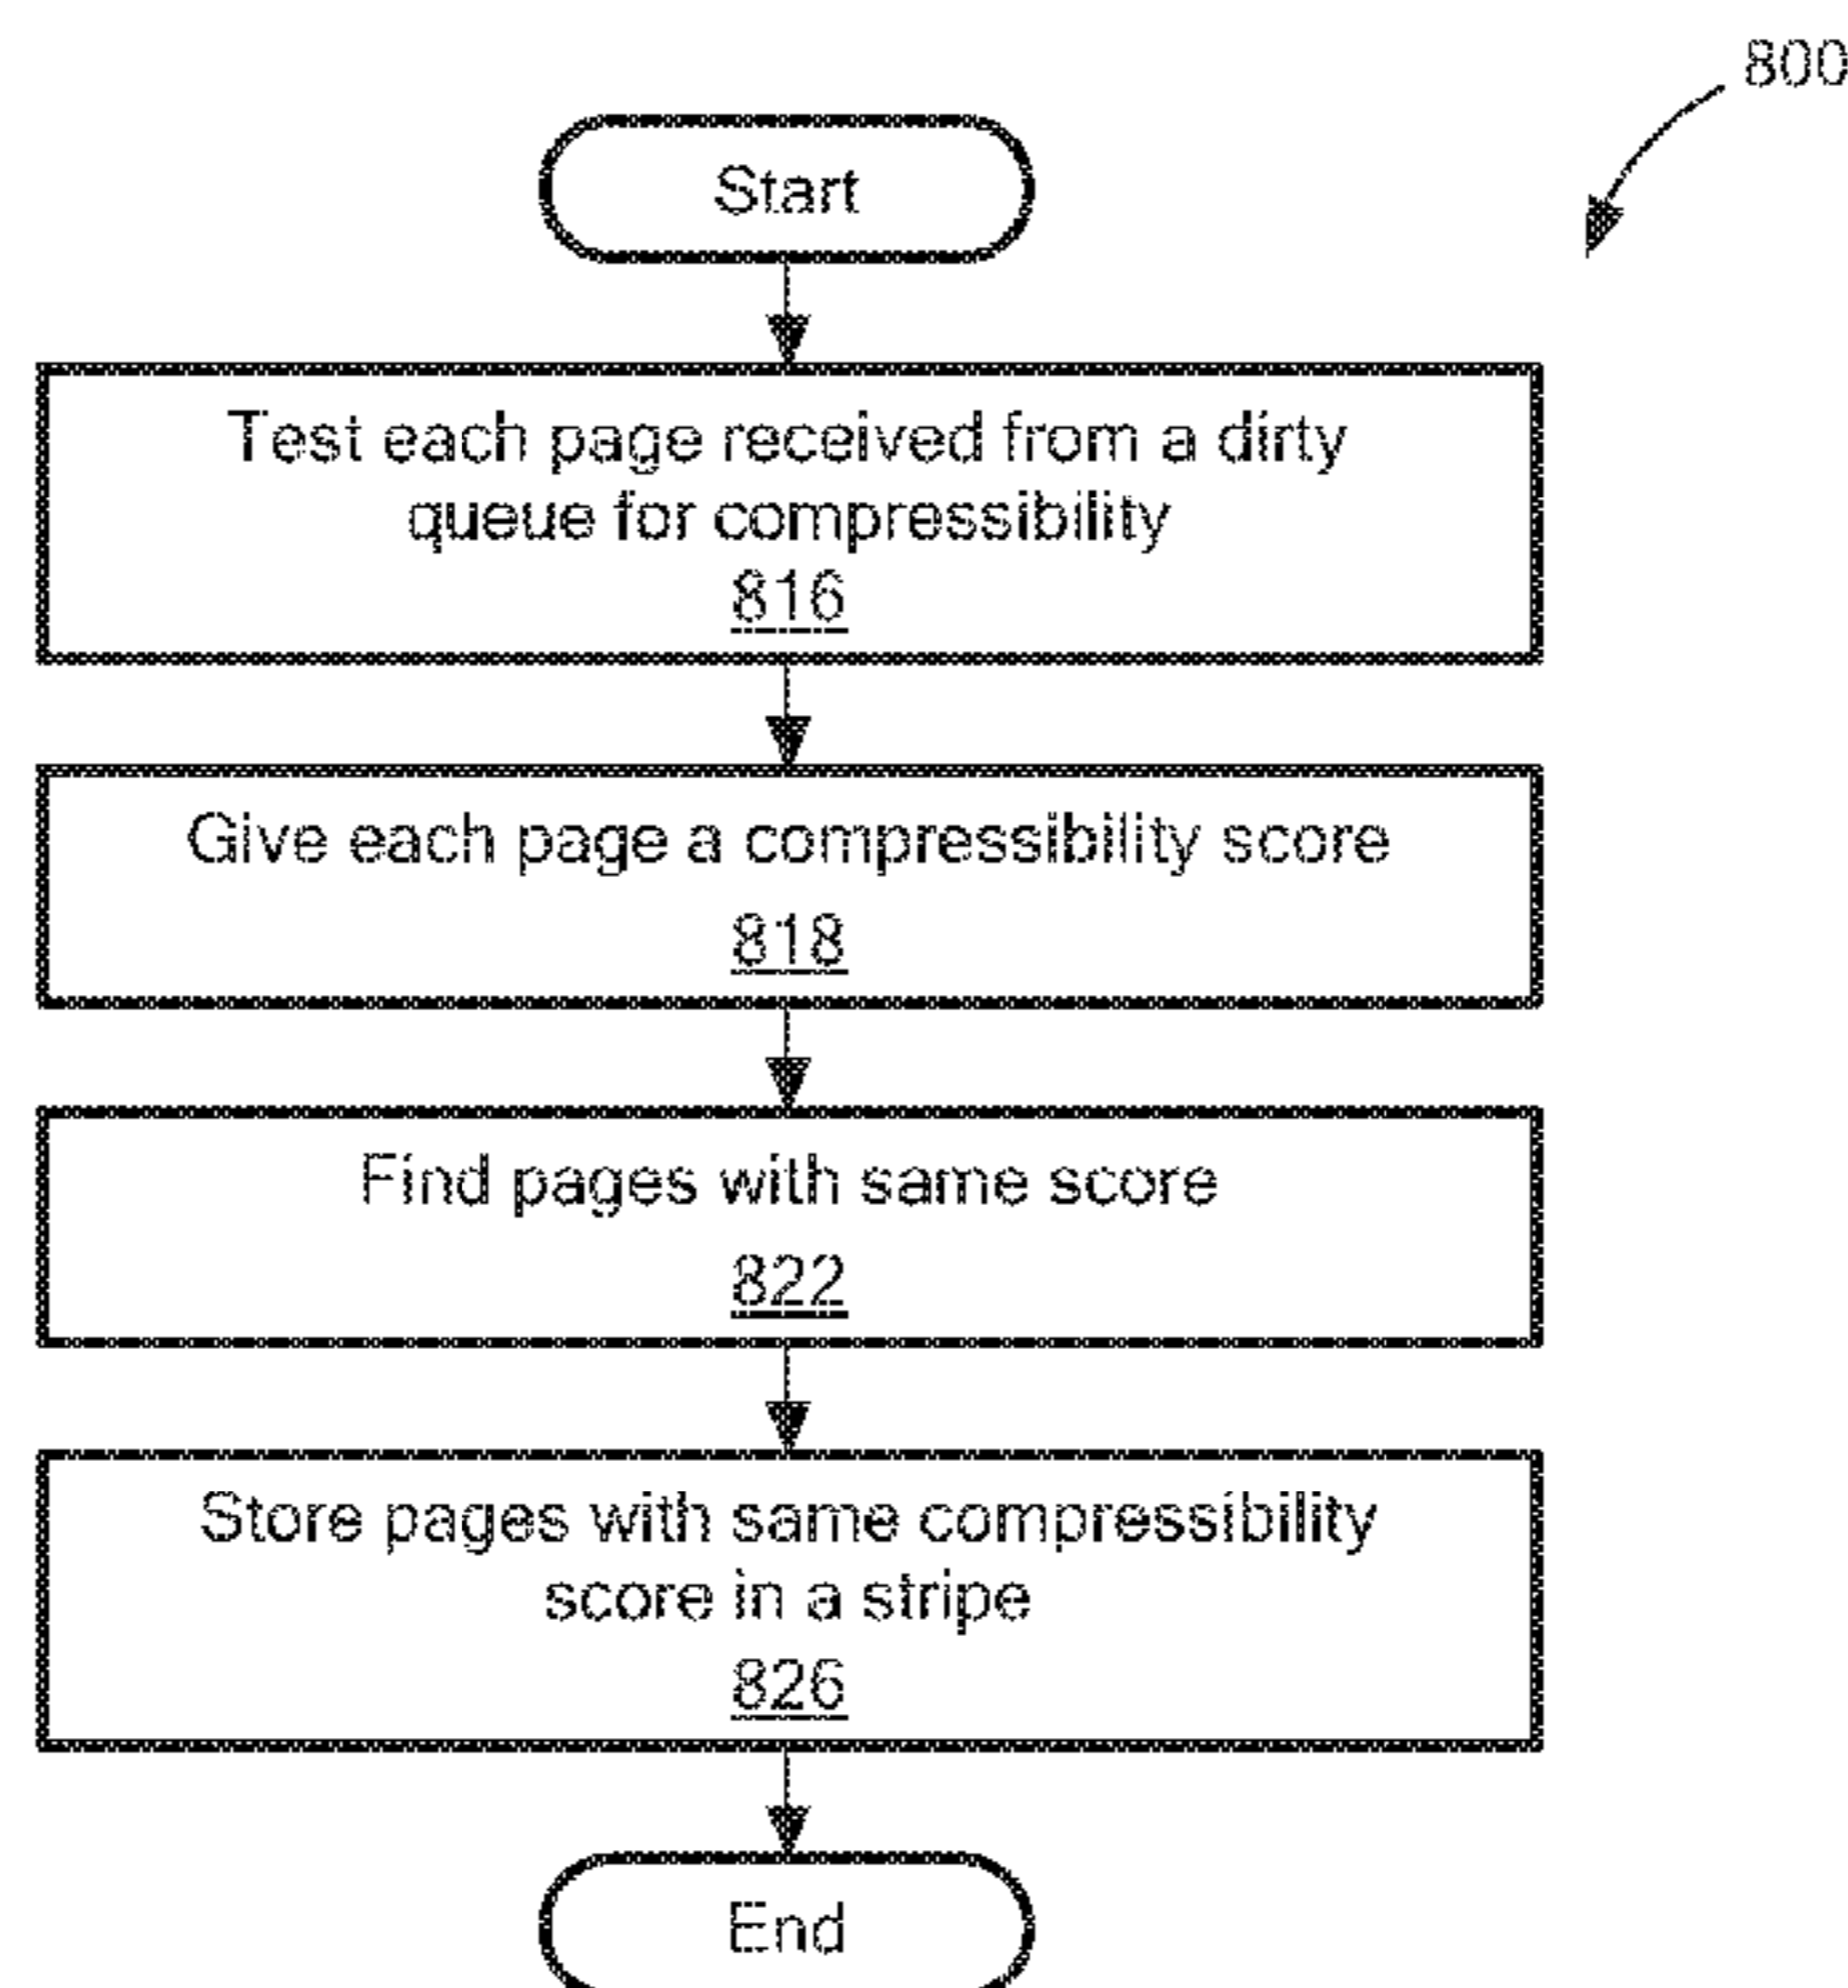 800
Start
Test each page received from a dirty
queue for compressibility
816
Give each page a compressibility score
818
Find pages with same score
822
Store pages with same compressibility
score in a stripe
826
End